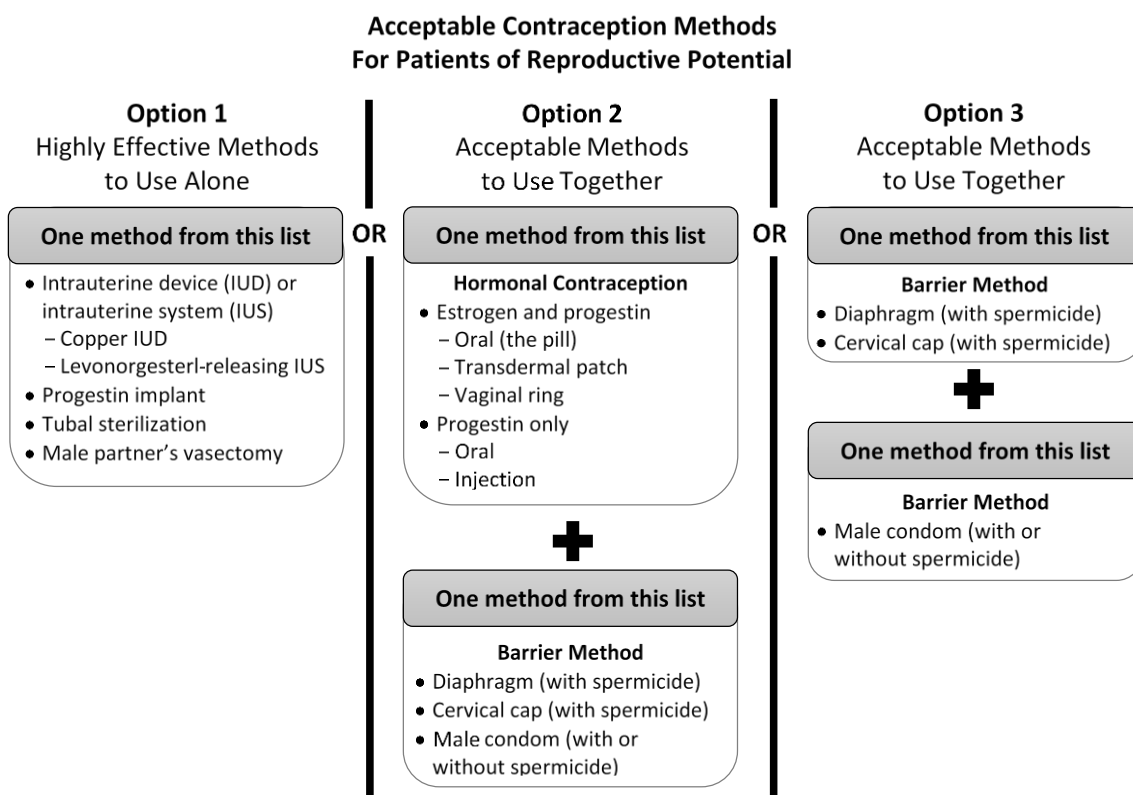 Acceptable Contraception Methods
For Patients of Reproductive Potential
Option 1
Highly Effective Methods
to Use Alone
One method from this list
• Intrauterine device (IUD) or
intrauterine system (IUS)
– Copper IUD
– Levonorgesterl-releasing IUS
• Progestin implant
• Tubal sterilization
• Male partner's vasectomy
OR
Option 2
Acceptable Methods
to Use Together
One method from this list
Hormonal Contraception
• Estrogen and progestin
– Oral (the pill)
– Transdermal patch
– Vaginal ring
• Progestin only
– Oral
– Injection
+
One method from this list
Barrier Method
• Diaphragm (with spermicide)
• Cervical cap (with spermicide)
• Male condom (with or
without spermicide)
OR
Option 3
Acceptable Methods
to Use Together
One method from this list
Barrier Method
• Diaphragm (with spermicide)
• Cervical cap (with spermicide)
+
One method from this list
Barrier Method
• Male condom (with or
without spermicide)